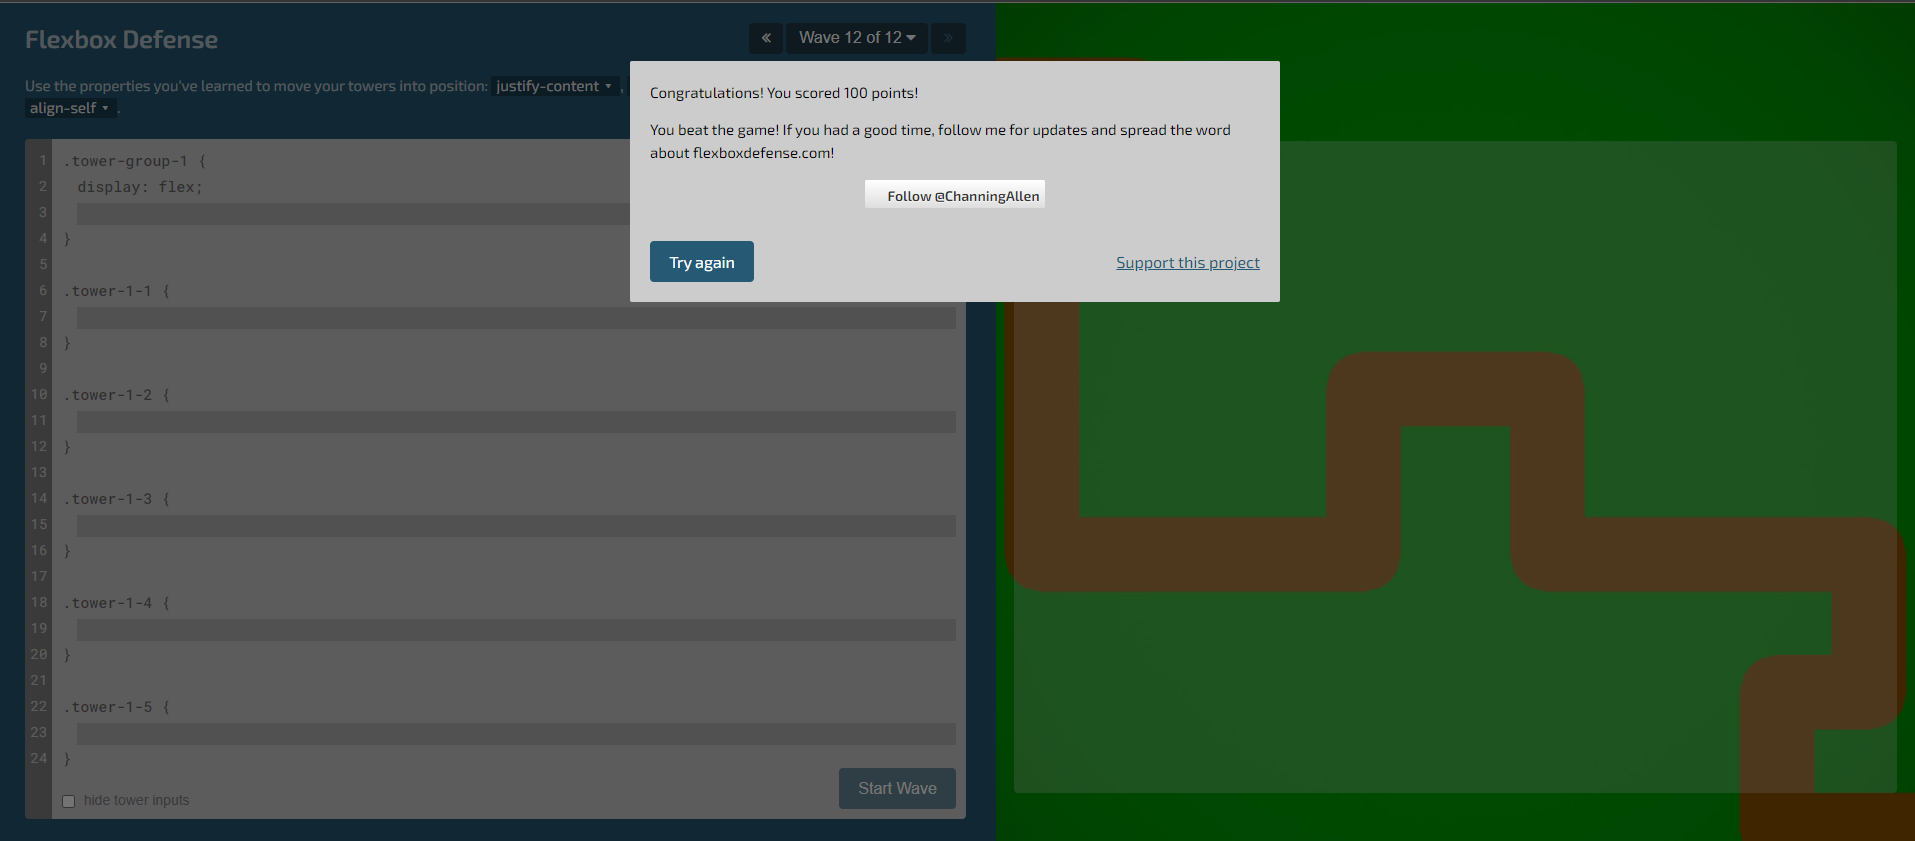 Flexbox Defense
«
Wave 12 of 12
»
Use the properties you've learned to move your towers into position: justify-content ,
align-self .
Congratulations! You scored 100 points!
You beat the game! If you had a good time, follow me for updates and spread the word
about flexboxdefense.com!
Follow @ChanningAllen
Try again
Support this project
1 .tower-group-1 {
2 display: flex;
3
4 }
5
6 .tower-1-1 {
7
8 }
9
10 .tower-1-2 {
11
12 }
13
14 .tower-1-3 {
15
16 }
17
18 .tower-1-4 {
19
20 }
21
22 .tower-1-5 {
23
24 }
hide tower inputs
Start Wave